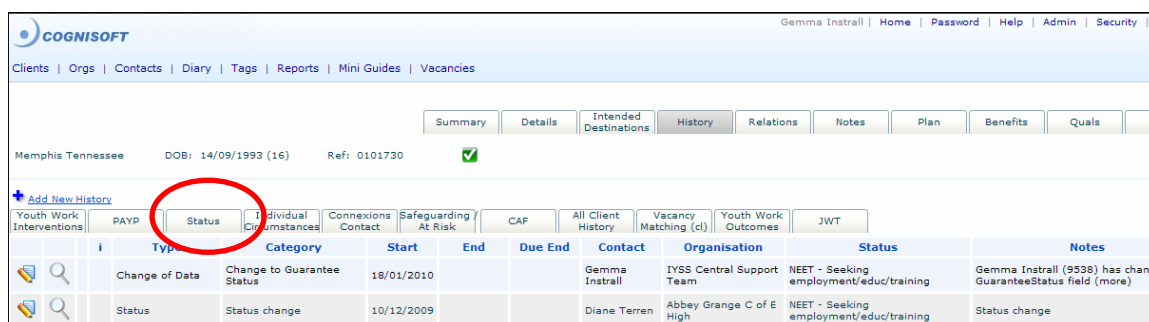 Gemma Instrall | Home | Password | Help | Admin | Security |
COGNISOFT
Clients | Orgs | Contacts | Diary | Tags | Reports | Mini Guides | Vacancies
Summary Details Intended Destinations History Relations Notes Plan Benefits Quals
Memphis Tennessee DOB: 14/09/1993 (16) Ref: 0101730
Add New History
Youth Work Interventions PAYP Status Individual Circumstances Connexions Contact Safeguarding / At Risk CAF All Client History Vacancy Matching (cl) Youth Work Outcomes JWT
i Type Category Start End Due End Contact Organisation Status Notes
Change of Data Change to Guarantee Status 18/01/2010 Gemma Instrall IYSS Central Support Team NEET - Seeking employment/educ/training Gemma Instrall (9538) has chan GuaranteeStatus field (more)
Status Status change 10/12/2009 Diane Terren Abbey Grange C of E High NEET - Seeking employment/educ/training Status change